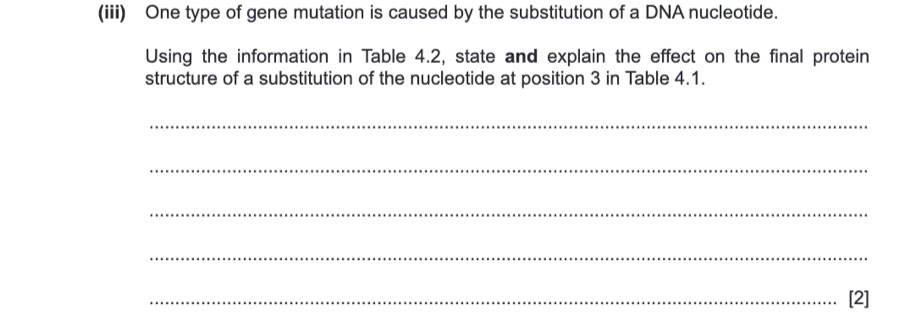 (iii) One type of gene mutation is caused by the substitution of a DNA nucleotide.
Using the information in Table 4.2, state and explain the effect on the final protein
structure of a substitution of the nucleotide at position 3 in Table 4.1.
[2]